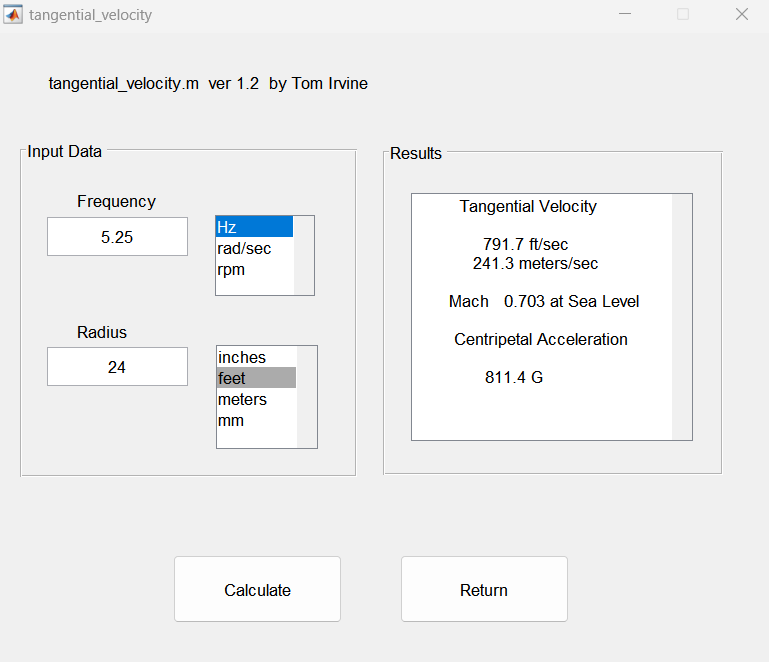 tangential_velocity
tangential_velocity.m ver 1.2 by Tom Irvine
Input Data
Frequency
5.25
Hz
rad/sec
rpm
Radius
24
inches
feet
meters
mm
Results
Tangential Velocity
791.7 ft/sec
241.3 meters/sec
Mach 0.703 at Sea Level
Centripetal Acceleration
811.4 G
Calculate
Return